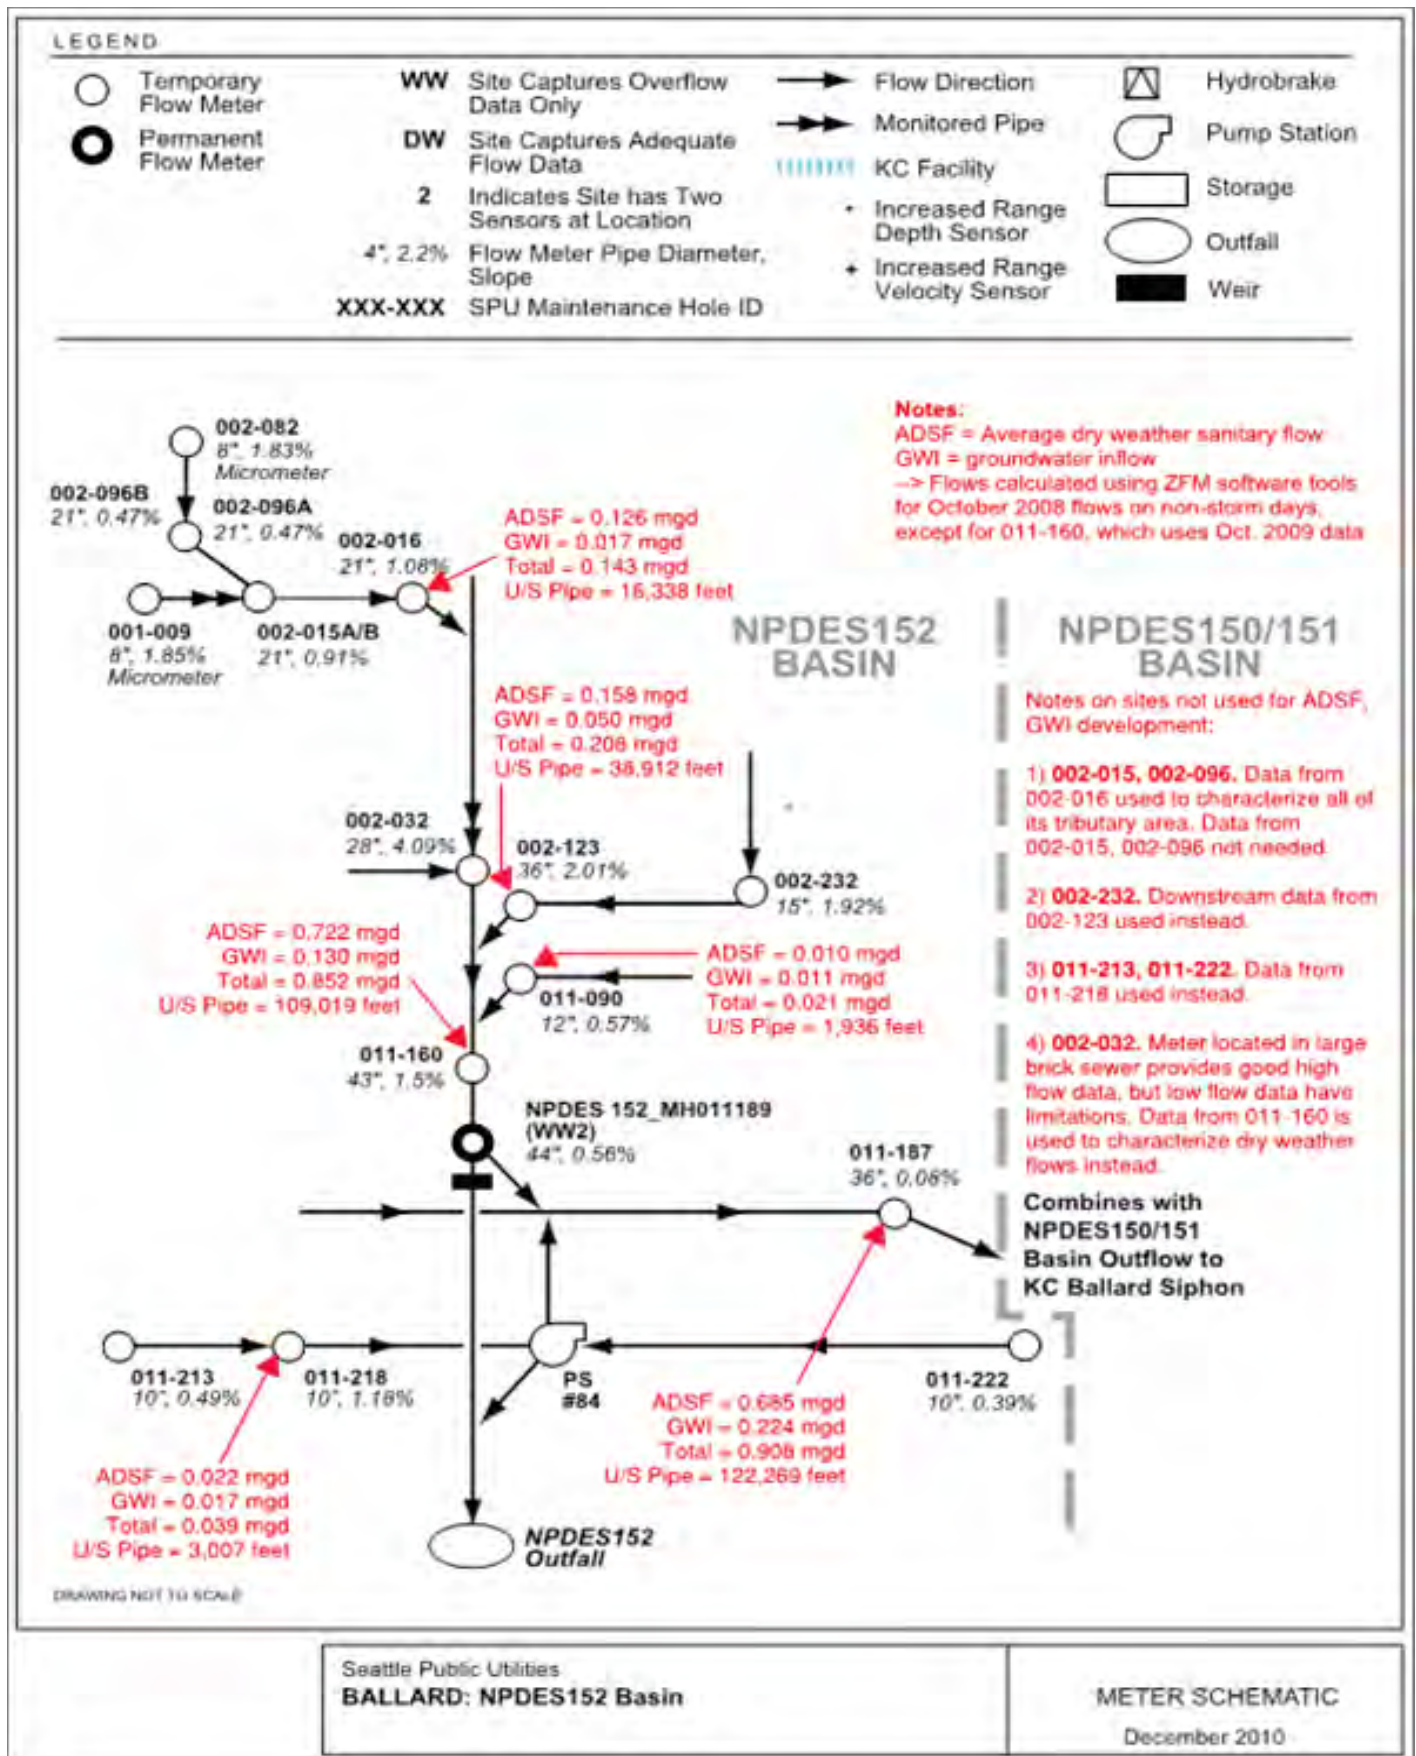 LEGEND
Temporary
Flow Meter
Permanent
Flow Meter
WW Site Captures Overflow
Data Only
DW Site Captures Adequate
Flow Data
2 Indicates Site has Two
Sensors at Location
4", 2.2% Flow Meter Pipe Diameter,
Slope
XXX-XXX SPU Maintenance Hole ID
Flow Direction
Monitored Pipe
KC Facility
Increased Range
Depth Sensor
+ Increased Range
Velocity Sensor
Hydrobrake
Pump Station
Storage
Outfall
Weir
Notes:
ADSF = Average dry weather sanitary flow
GWI = groundwater inflow
--> Flows calculated using ZFM software tools
for October 2008 flows on non-storm days,
except for 011-160, which uses Oct. 2009 data
002-082
8", 1.83%
Micrometer
002-096B
21", 0.47%
002-096A
21", 0.47%
002-016
21", 1.08%
ADSF = 0.126 mgd
GWI = 0.017 mgd
Total = 0.143 mgd
U/S Pipe = 16,338 feet
001-009
8", 1.85%
Micrometer
002-015A/B
21", 0.91%
NPDES152
BASIN
NPDES150/151
BASIN
ADSF = 0.158 mgd
GWI = 0.050 mgd
Total = 0.208 mgd
U/S Pipe = 38,912 feet
Notes on sites not used for ADSF,
GWI development:
1) 002-015, 002-096. Data from
002-016 used to characterize all of
its tributary area. Data from
002-015, 002-096 not needed.
2) 002-232. Downstream data from
002-123 used instead.
3) 011-213, 011-222. Data from
011-218 used instead.
4) 002-032. Meter located in large
brick sewer provides good high
flow data, but low flow data have
limitations. Data from 011-160 is
used to characterize dry weather
flows instead.
002-032
28", 4.09%
002-123
36", 2.01%
002-232
15", 1.92%
ADSF = 0.722 mgd
GWI = 0.130 mgd
Total = 0.852 mgd
U/S Pipe = 109,019 feet
ADSF = 0.010 mgd
GWI = 0.011 mgd
Total = 0.021 mgd
U/S Pipe = 1,936 feet
011-090
12", 0.57%
011-160
43", 1.5%
NPDES 152_MH011189
(WW2)
44", 0.56%
011-187
36", 0.08%
Combines with
NPDES150/151
Basin Outflow to
KC Ballard Siphon
011-213
10", 0.49%
011-218
10", 1.18%
PS
#84
011-222
10", 0.39%
ADSF = 0.685 mgd
GWI = 0.224 mgd
Total = 0.908 mgd
U/S Pipe = 122,269 feet
ADSF = 0.022 mgd
GWI = 0.017 mgd
Total = 0.039 mgd
U/S Pipe = 3,007 feet
NPDES152
Outfall
DRAWING NOT TO SCALE
Seattle Public Utilities
BALLARD: NPDES152 Basin
METER SCHEMATIC
December 2010